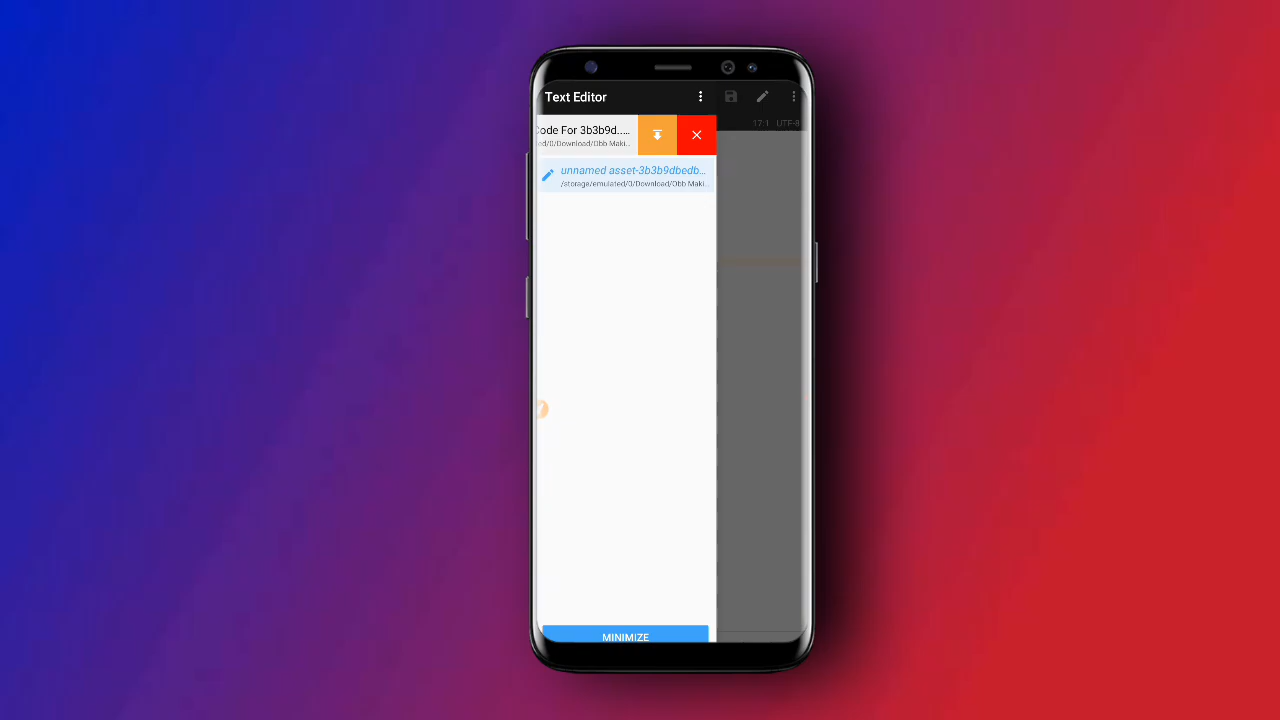 Text Editor
Code For 3b3b9d.....
ed/0/Download/Obb Maki...
17:1 UTF-8
unnamed asset-3b3b9dbedb...
/storage/emulated/0/Download/Obb Maki...
MINIMIZE